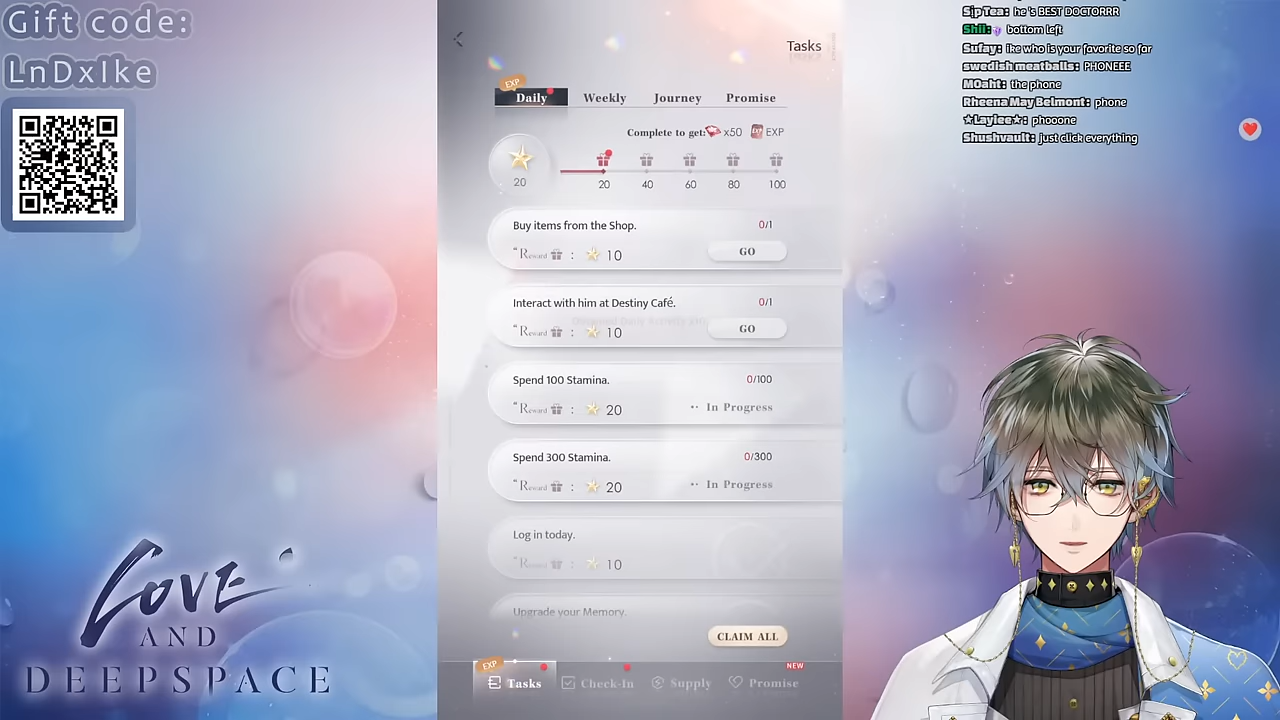 Gift code:
LnDxIke
LOVE
AND
DEEPSPACE
Tasks
EXP
Daily
Weekly
Journey
Promise
Complete to get:
x50
EXP
20
20
40
60
80
100
Buy items from the Shop.
0/1
Reward : 10
GO
Interact with him at Destiny Café.
0/1
Reward : 10
GO
Spend 100 Stamina.
0/100
Reward : 20
In Progress
Spend 300 Stamina.
0/300
Reward : 20
In Progress
Log in today.
Reward : 10
Upgrade your Memory.
CLAIM ALL
EXP
Tasks
Check-In
Supply
NEW
Promise
Sip Tea: he's BEST DOCTORRR
Shii: bottom left
Sufay: ike who is your favorite so far
swedish meatballs: PHONEEE
MOaht: the phone
Rheena May Belmont: phone
★Laylee★: phooone
Shushvault: just click everything